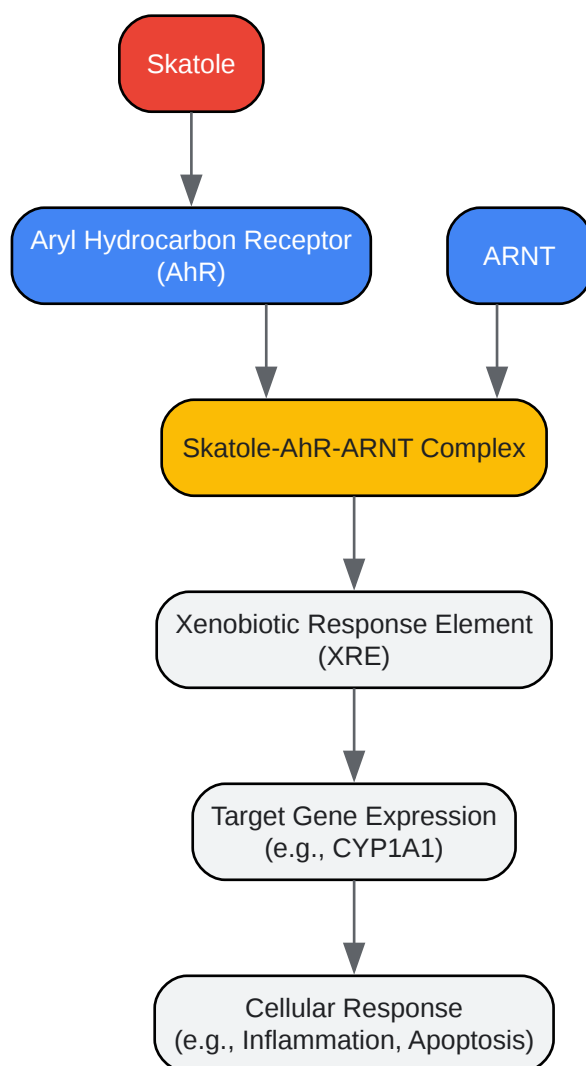 Skatole
Aryl Hydrocarbon Receptor
(AhR)
ARNT
Skatole-AhR-ARNT Complex
Xenobiotic Response Element
(XRE)
Target Gene Expression
(e.g., CYP1A1)
Cellular Response
(e.g., Inflammation, Apoptosis)